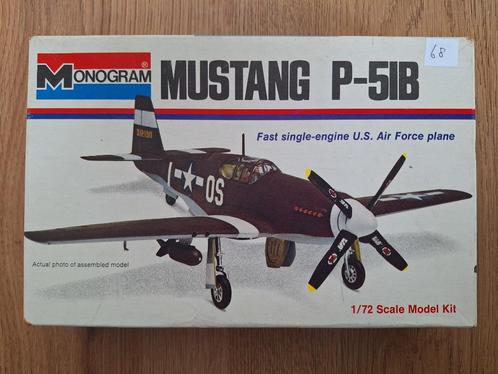 MONOGRAM®
MUSTANG P-51B
68
Fast single-engine U.S. Air Force plane
I OS
Actual photo of assembled model
1/72 Scale Model Kit